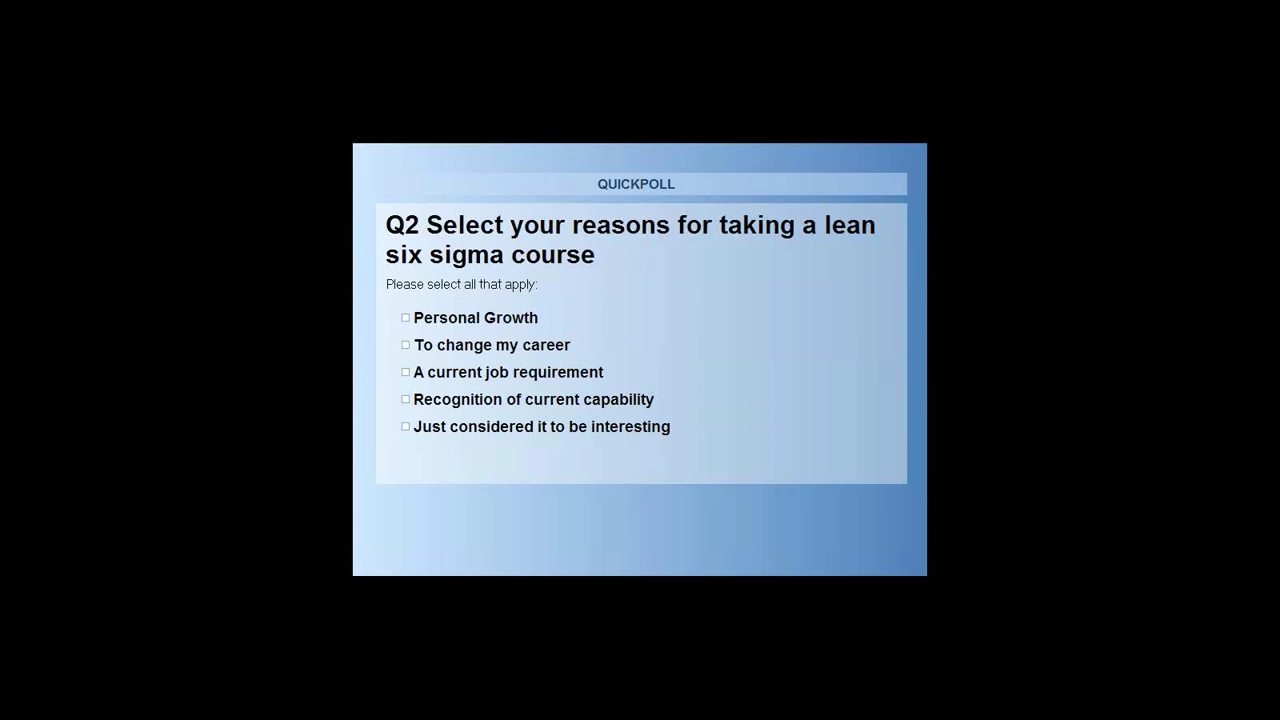 QUICKPOLL
Q2 Select your reasons for taking a lean
six sigma course
Please select all that apply:
Personal Growth
To change my career
A current job requirement
Recognition of current capability
Just considered it to be interesting